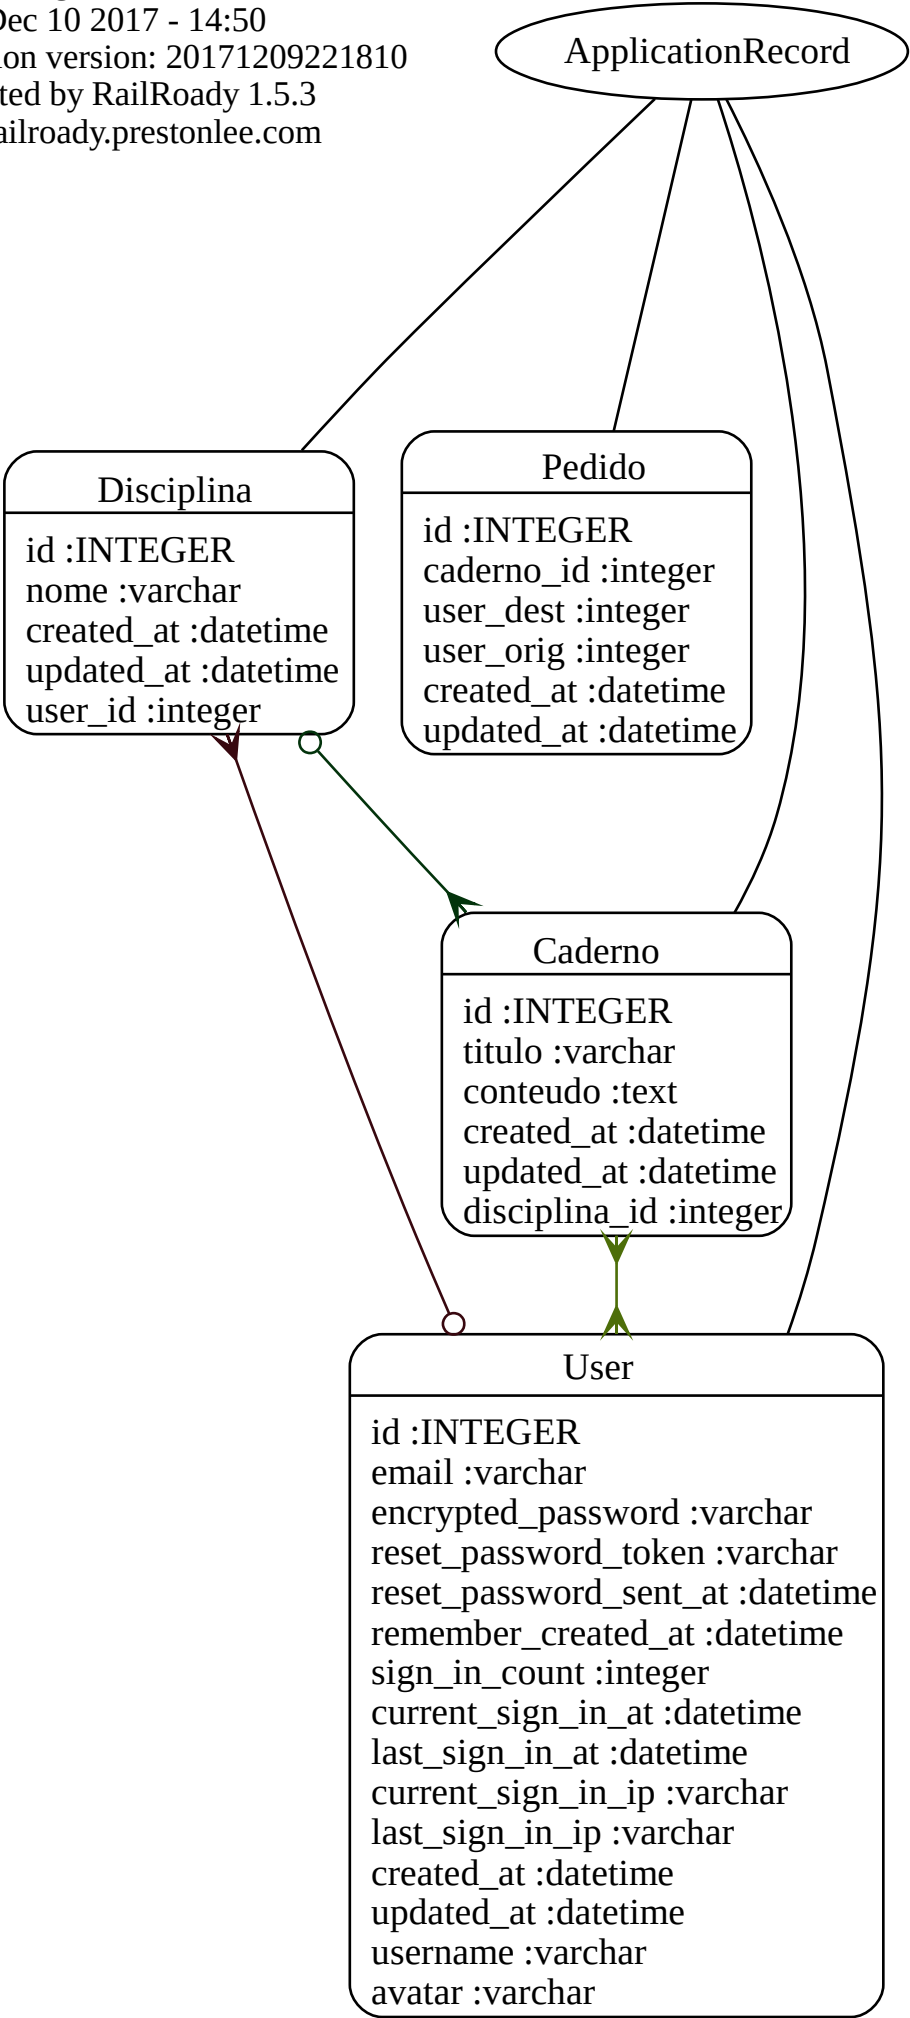 Dec 10 2017 - 14:50
version: 20171209221810
by RailRoady 1.5.3
ailroady.prestonlee.com
ApplicationRecord
Disciplina
id :INTEGER
nome :varchar
created_at :datetime
updated_at :datetime
user_id :integer
Pedido
id :INTEGER
caderno_id :integer
user_dest :integer
user_orig :integer
created_at :datetime
updated_at :datetime
Caderno
id :INTEGER
titulo :varchar
conteudo :text
created_at :datetime
updated_at :datetime
disciplina_id :integer
User
id :INTEGER
email :varchar
encrypted_password :varchar
reset_password_token :varchar
reset_password_sent_at :datetime
remember_created_at :datetime
sign_in_count :integer
current_sign_in_at :datetime
last_sign_in_at :datetime
current_sign_in_ip :varchar
last_sign_in_ip :varchar
created_at :datetime
updated_at :datetime
username :varchar
avatar :varchar